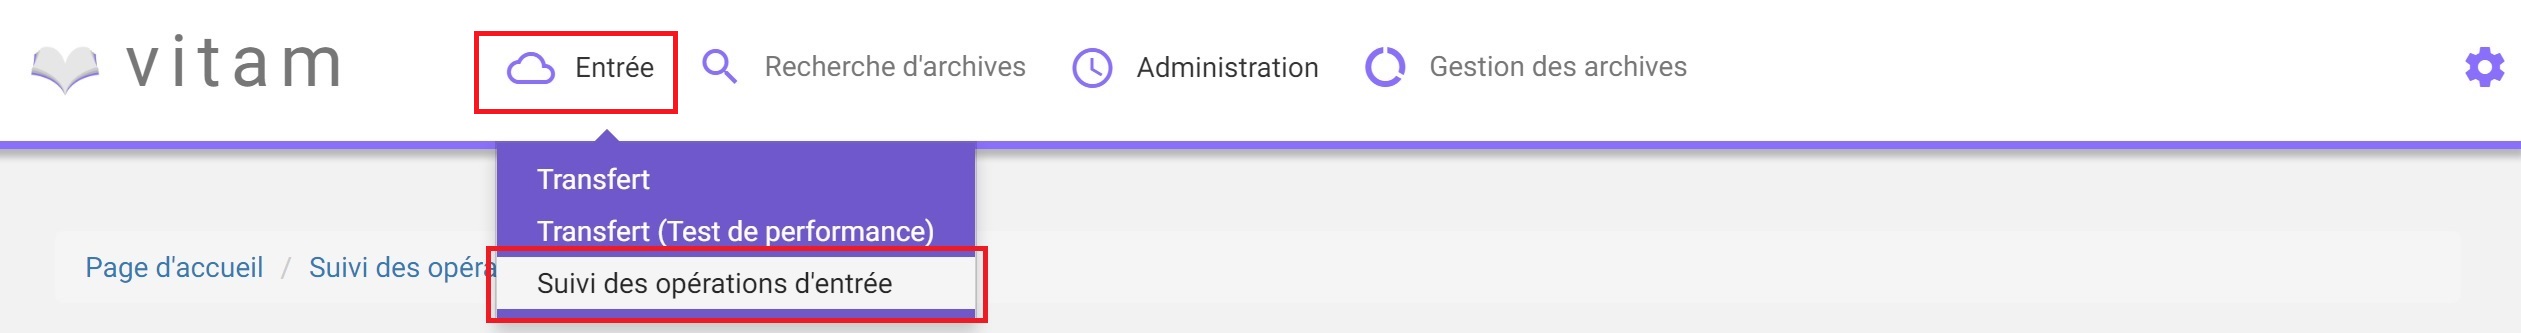 vitam
Entrée
Recherche d'archives
Administration
Gestion des archives
Transfert
Transfert (Test de performance)
Page d'accueil / Suivi des opéra
Suivi des opérations d'entrée